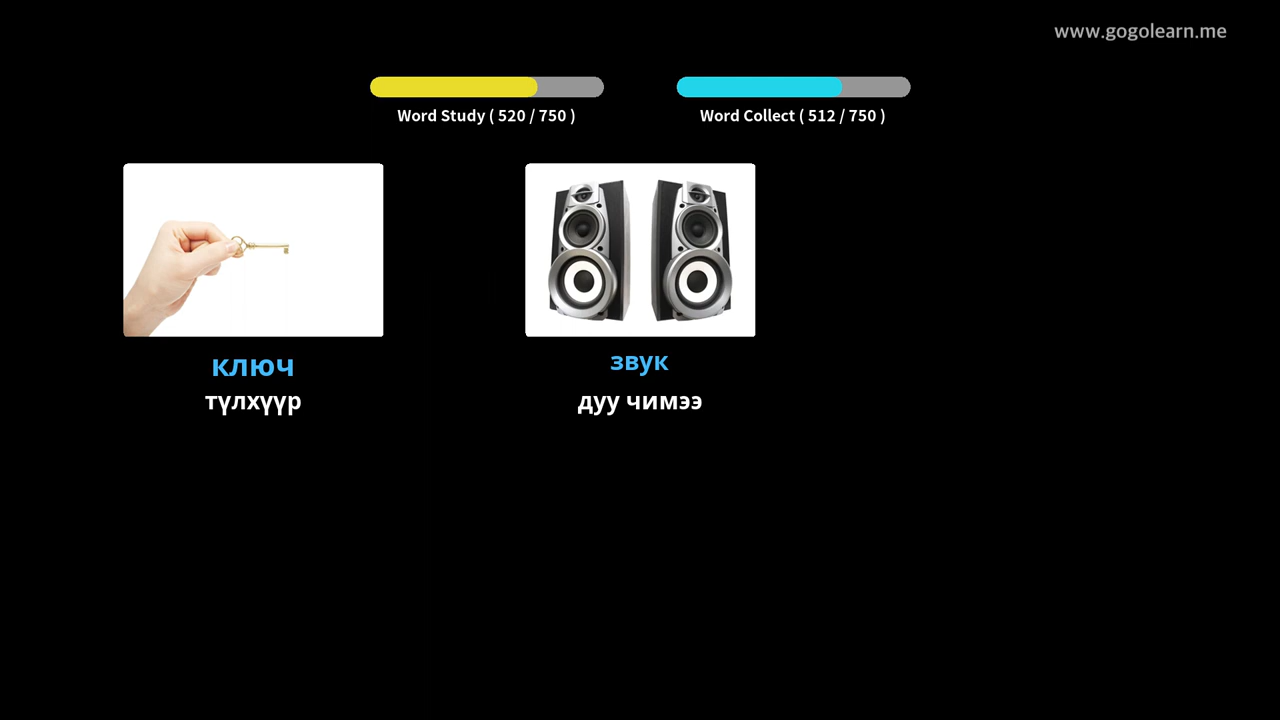 www.gogolearn.me
Word Study ( 520 / 750 )
Word Collect ( 512 / 750 )
ключ
түлхүүр
звук
дуу чимээ